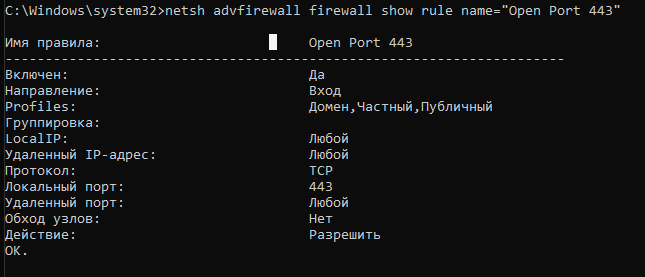 C:\Windows\system32>netsh advfirewall firewall show rule name="Open Port 443"
Имя правила: Open Port 443
----------------------------------------------------------------------
Включен: Да
Направление: Вход
Profiles: Домен,Частный,Публичный
Группировка:
LocalIP: Любой
Удаленный IP-адрес: Любой
Протокол: TCP
Локальный порт: 443
Удаленный порт: Любой
Обход узлов: Нет
Действие: Разрешить
ОК.